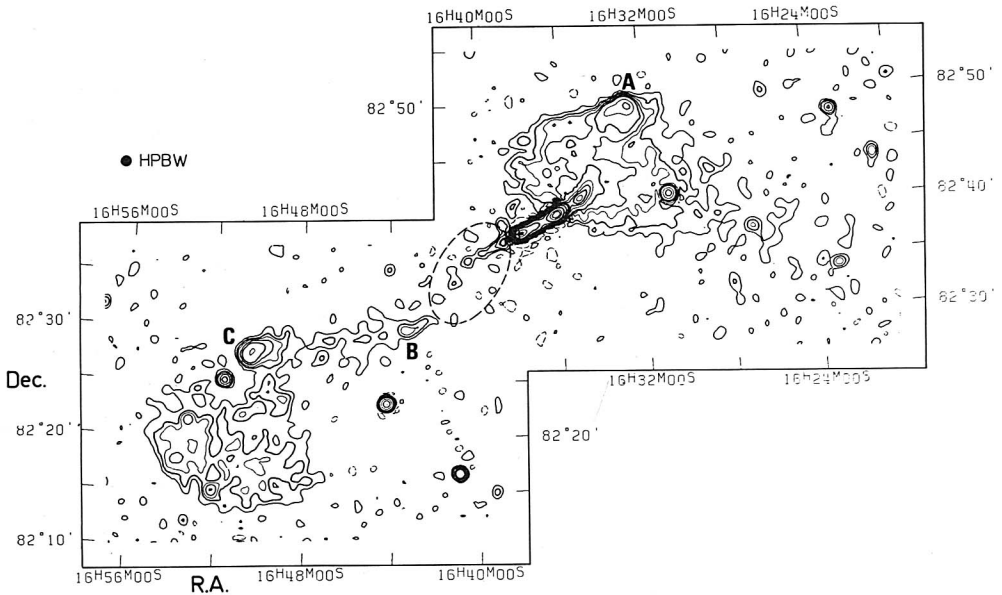 16H40M00S 16H32M00S 16H24M00S
A
82°50'
82°50'
HPBW
82°40'
16H56M00S 16H48M00S
82°30'
82°30'
C
B
16H32M00S 16H24M00S
Dec.
82°20'
82°20'
82°10'
16H56M00S 16H48M00S 16H40M00S
R.A.